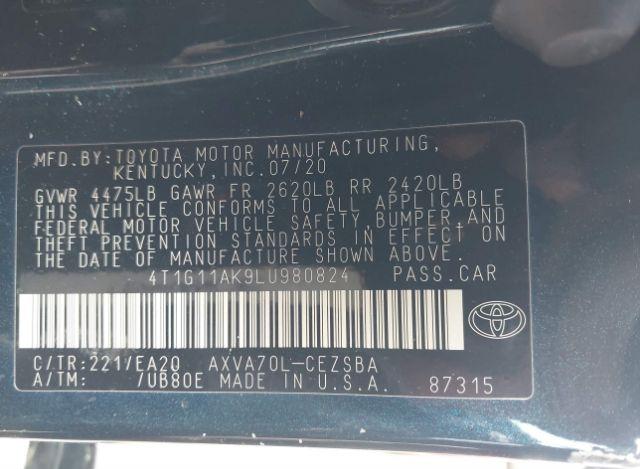 MFD.BY:TOYOTA MOTOR MANUFACTURING,
KENTUCKY,INC.07/20
GVWR 4475LB GAWR FR 2620LB RR 2420LB
THIS VEHICLE CONFORMS TO ALL APPLICABLE
FEDERAL MOTOR VEHICLE SAFETY,BUMPER,AND
THEFT PREVENTION STANDARDS IN EFFECT ON
THE DATE OF MANUFACTURE SHOWN ABOVE.
4T1G11AK9LU980824 PASS.CAR
C/TR:221/EA20 AXVA70L-CEZSBA
A/TM: /UB80E MADE IN U.S.A. 87315